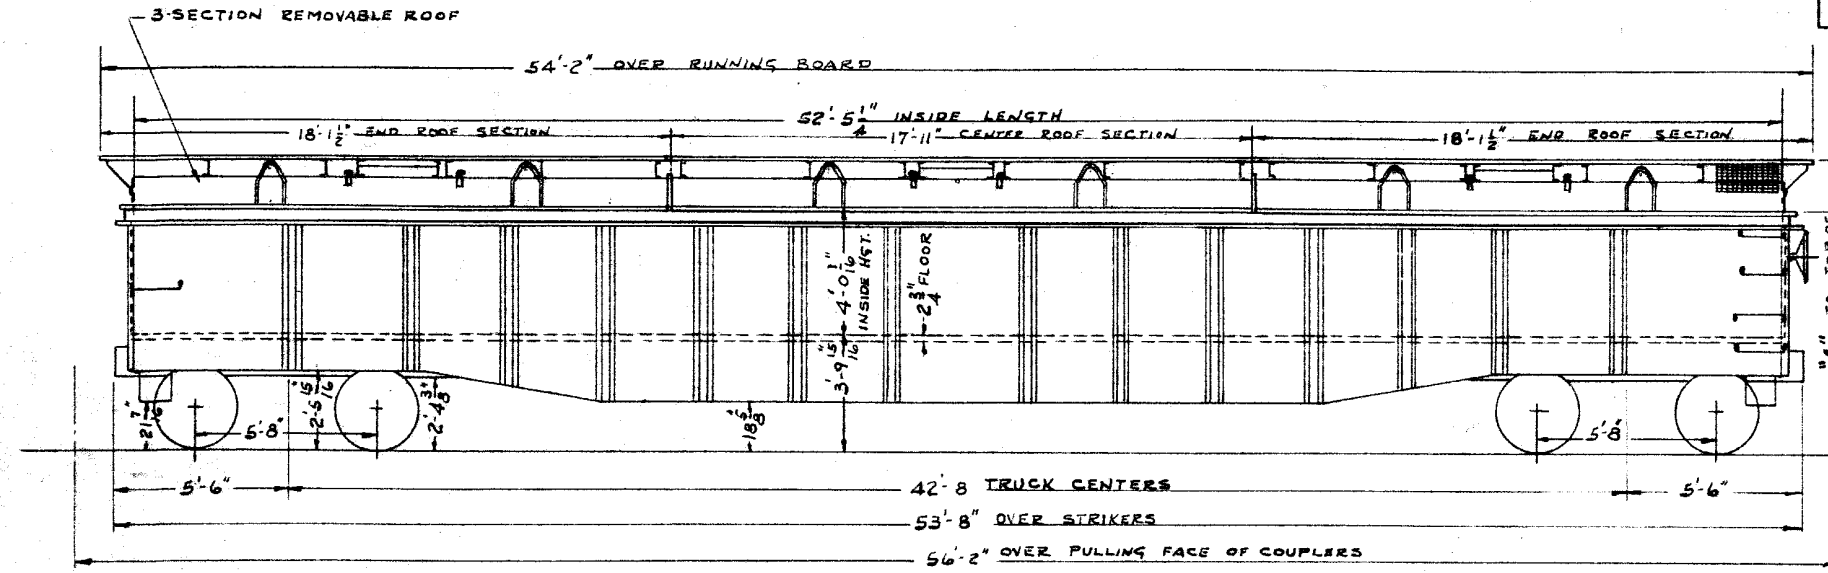 3-SECTION REMOVABLE ROOF
54'-2" OVER RUNNING BOARD
52'-5 1/4" INSIDE LENGTH
18'-1 1/2" END ROOF SECTION
17'-11" CENTER ROOF SECTION
18'-1 1/2" END ROOF SECTION
4'-0 1/16"
INSIDE HGT.
2 3/4" FLOOR
3'-9 15/16"
21 7/16"
5'-8"
2'-5 15/16"
2'-4 3/8"
18 5/8"
5'-8"
5'-6"
42'-8 TRUCK CENTERS
5'-6"
53'-8" OVER STRIKERS
56'-2" OVER PULLING FACE OF COUPLERS